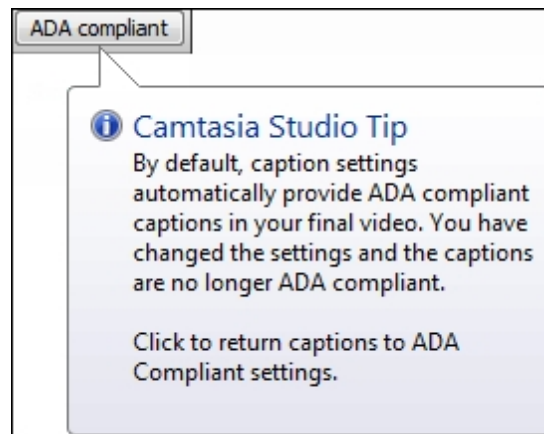 ADA compliant
Camtasia Studio Tip
By default, caption settings
automatically provide ADA compliant
captions in your final video. You have
changed the settings and the captions
are no longer ADA compliant.
Click to return captions to ADA
Compliant settings.